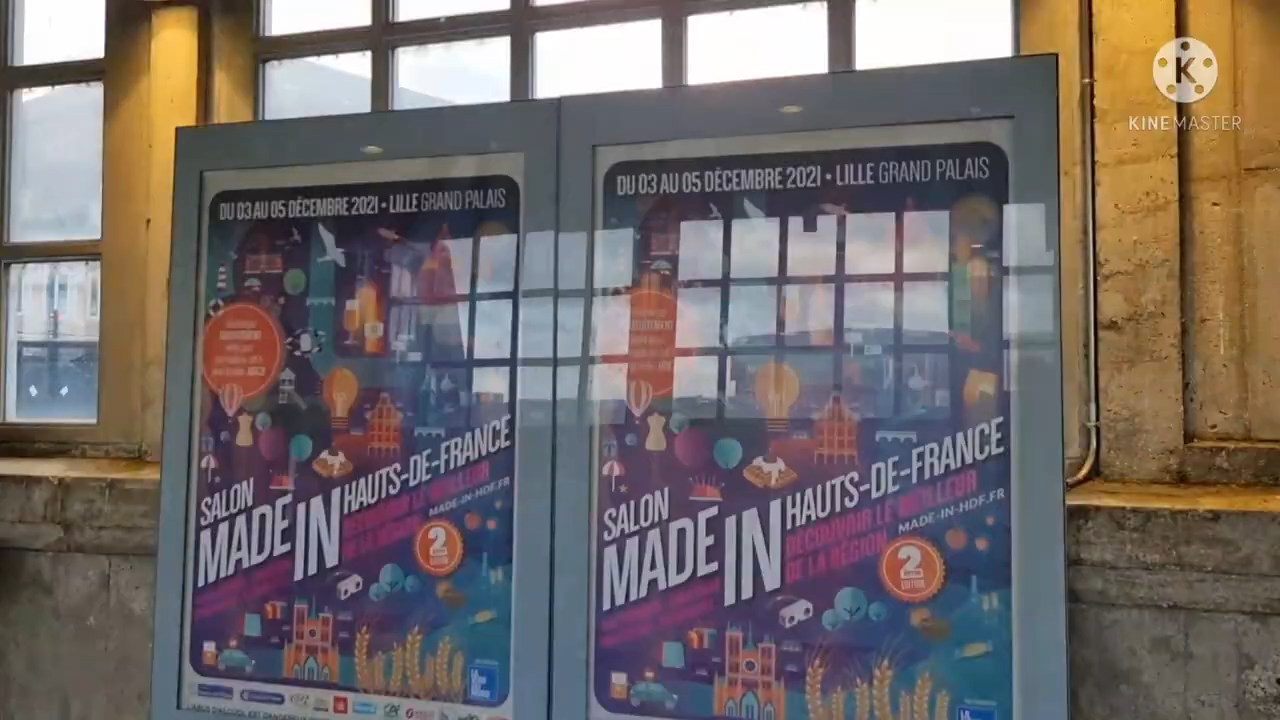 K
KINEMASTER
DU 03 AU 05 DÉCEMBRE 2021 • LILLE GRAND PALAIS
SALON
MADE IN HAUTS-DE-FRANCE
MADE-IN-HDF.FR
2
DU 03 AU 05 DÉCEMBRE 2021 • LILLE GRAND PALAIS
SALON
MADE IN HAUTS-DE-FRANCE
DÉCOUVRIR LE MEILLEUR
DE LA RÉGION
MADE-IN-HDF.FR
2